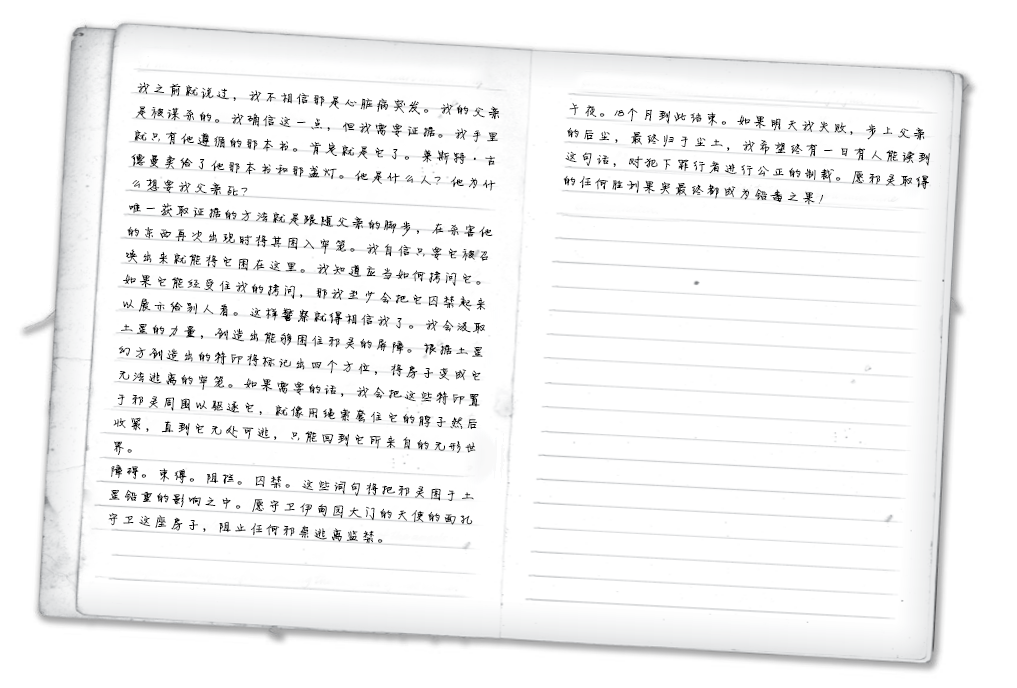 我之前就说过，我不相信那是心脏病突发。我的父亲
是被谋杀的。我确信这一点，但我需要证据。我手里
就只有他遵循的那本书。肯定就是它了。莱斯特·古
德曼卖给了他那本书和那盏灯。他是什么人？他为什
么想要我父亲死？
唯一获取证据的方法就是跟随父亲的脚步，在杀害他
的东西再次出现时将其困入牢笼。我自信只要它被召
唤出来就能将它困在这里。我知道应当如何拷问它。
如果它能经受住我的拷问，那我至少会把它囚禁起来
以展示给别人看。这样警察就得相信我了。我会汲取
土星的力量，创造出能够困住邪灵的屏障。根据土星
幻方创造出的符印将标记出四个方位，将房子变成它
无法逃离的牢笼。如果需要的话，我会把这些符印置
于邪灵周围以驱逐它，就像用绳索套住它的脖子然后
收紧，直到它无处可逃，只能回到它所来自的无形世
界。
障碍。束缚。阻拦。囚禁。这些词句将把邪灵困于土
星铅重的影响之中。愿守卫伊甸园大门的天使的面孔
守卫这座房子，阻止任何邪祟逃离监禁。
午夜。18个月到此结束。如果明天我失败，步上父亲
的后尘，最终归于尘土，我希望终有一日有人能读到
这句话，对犯下罪行者进行公正的制裁。愿邪灵取得
的任何胜利果实最终都成为铅毒之果！